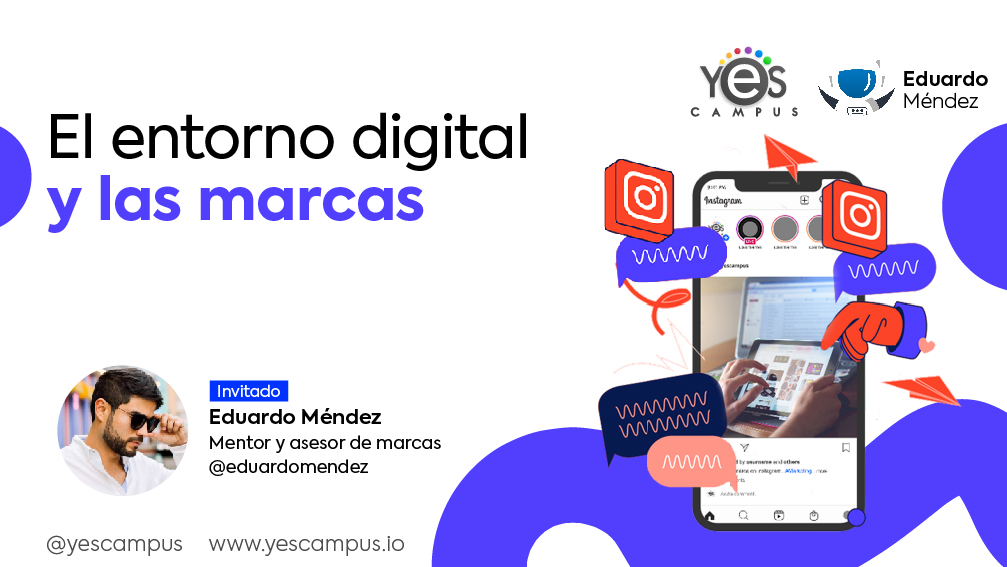 YeS
CAMPUS
Eduardo
Méndez
El entorno digital
y las marcas
Instagram
Invitado
Eduardo Méndez
Mentor y asesor de marcas
@eduardomendez
@yescampus
www.yescampus.io